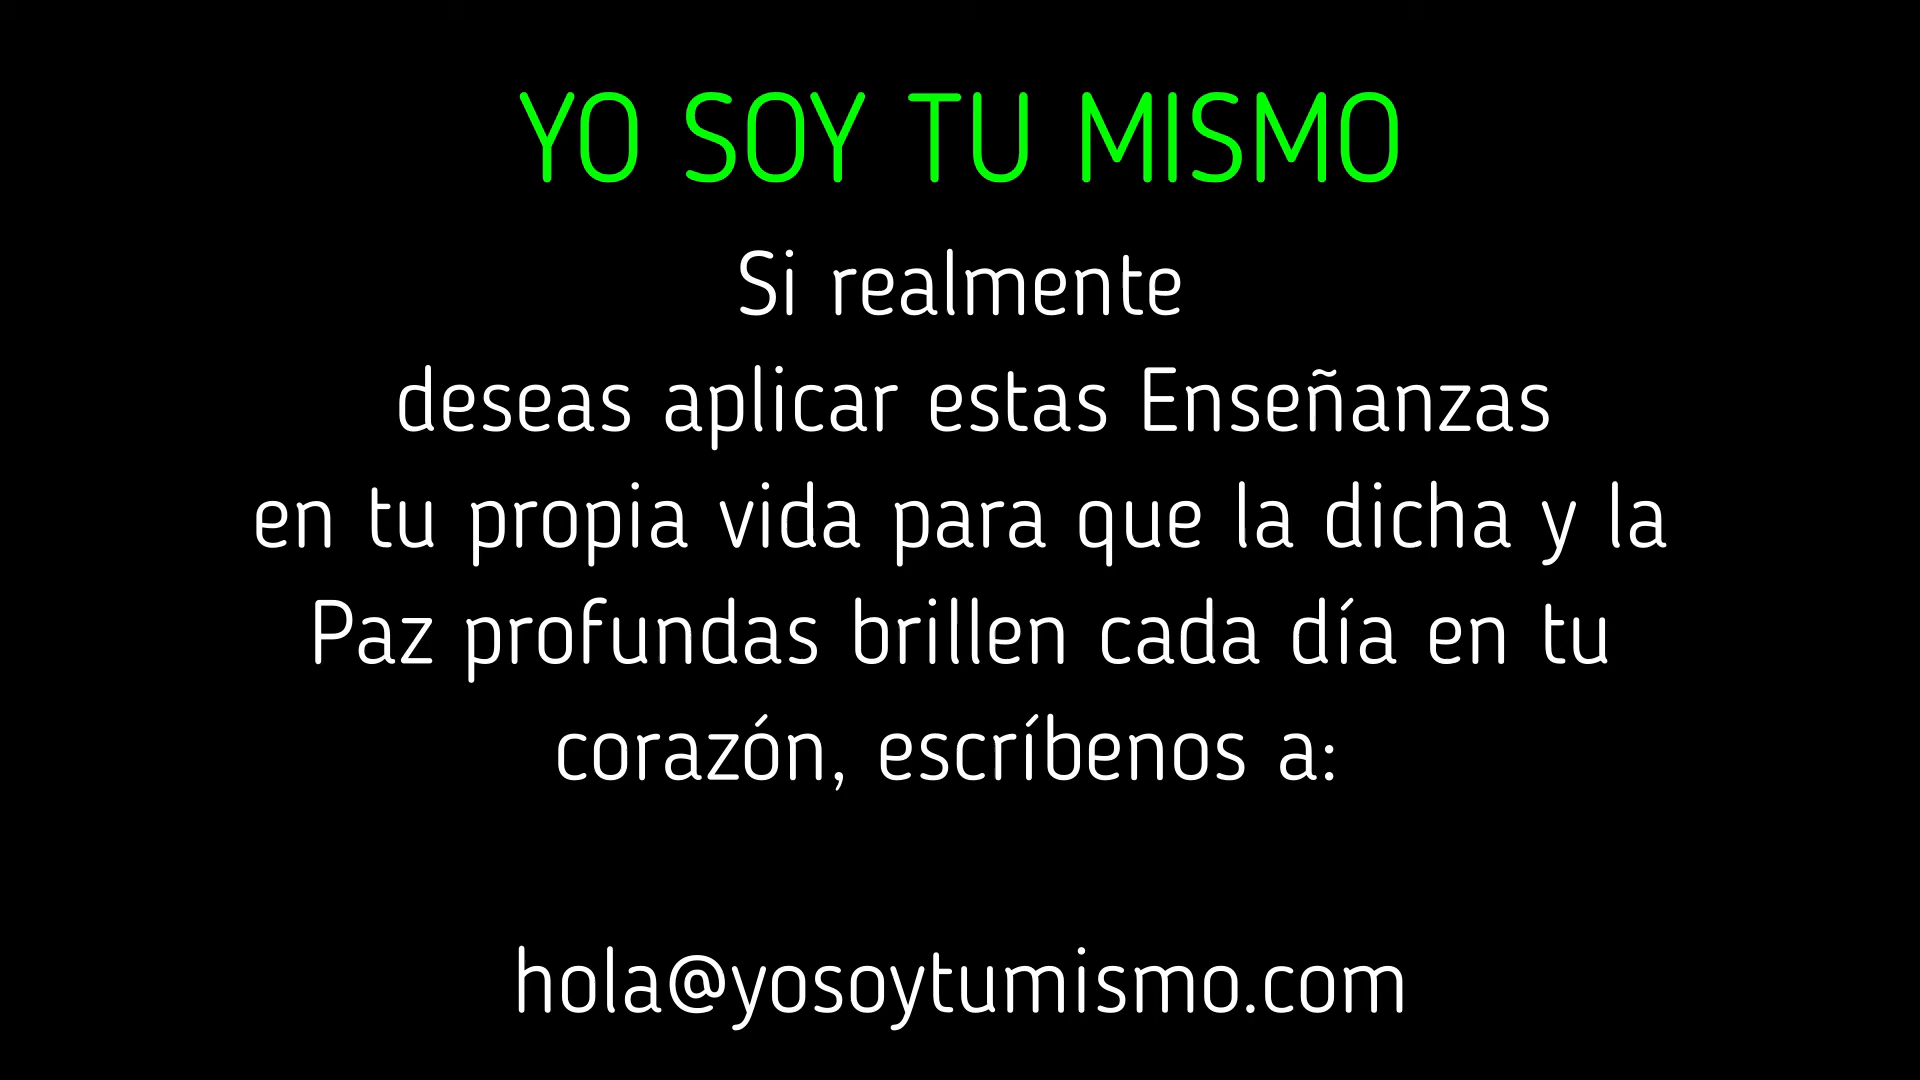 YO SOY TU MISMO
Si realmente
deseas aplicar estas Enseñanzas
en tu propia vida para que la dicha y la
Paz profundas brillen cada día en tu
corazón, escríbenos a:
hola@yosoytumismo.com